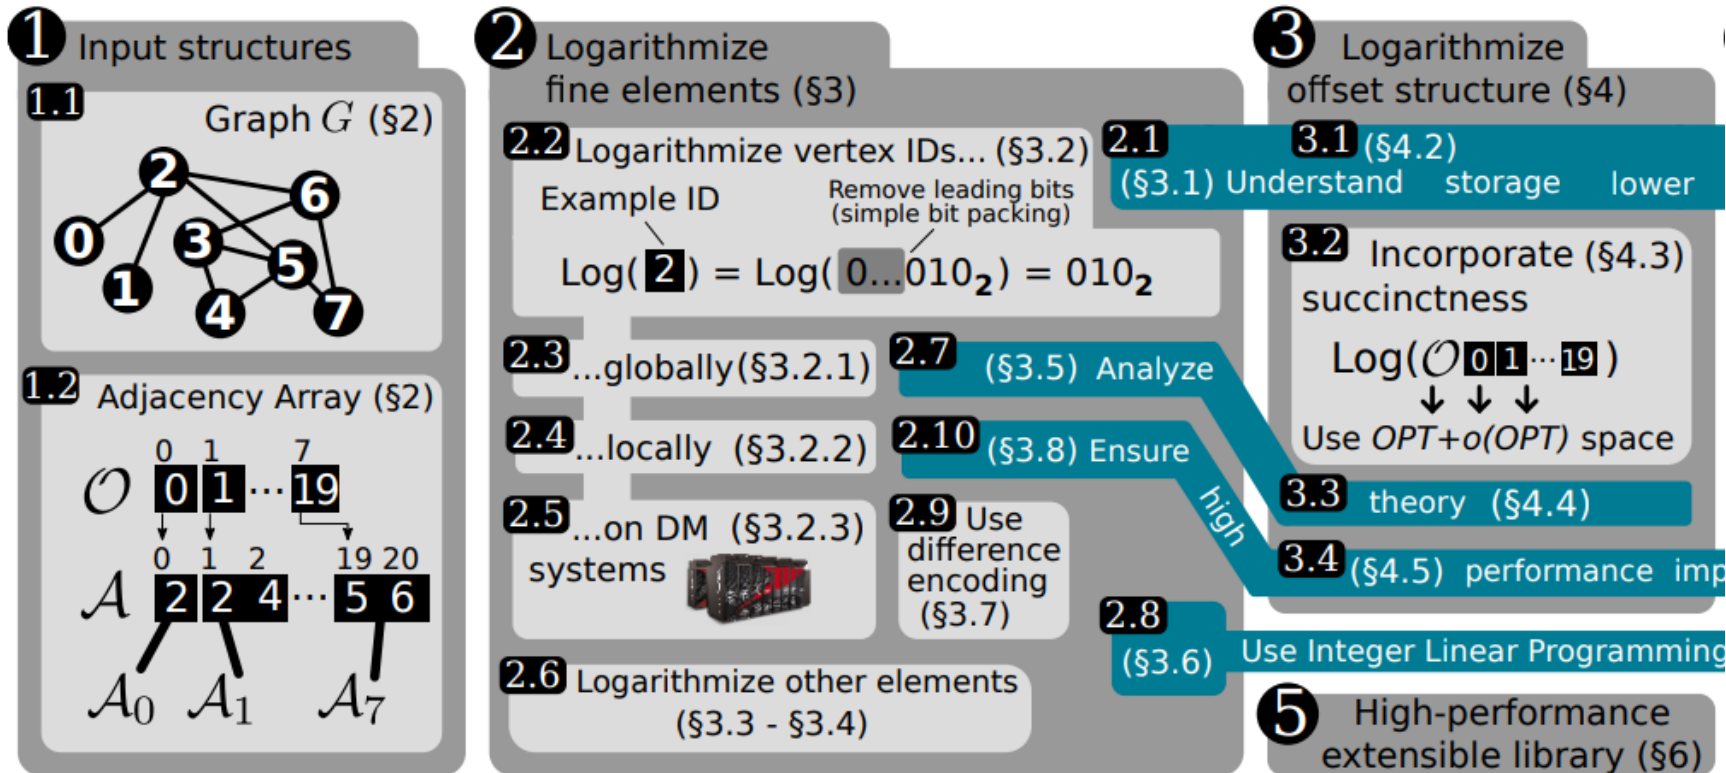 1 Input structures
1.1
Graph G (§2)
2
6
0
3
5
1
4
7
1.2 Adjacency Array (§2)
0 1 7
𝒪 0 1 ... 19
0 1 2 19 20
𝒜 2 2 4 ... 5 6
𝒜₀ 𝒜₁ 𝒜₇
2 Logarithmize
fine elements (§3)
2.2 Logarithmize vertex IDs... (§3.2)
Example ID
Remove leading bits
(simple bit packing)
Log( 2 ) = Log( 0...010₂ ) = 010₂
2.3 ...globally (§3.2.1)
2.4 ...locally (§3.2.2)
2.5 ...on DM (§3.2.3)
systems
2.6 Logarithmize other elements
(§3.3 - §3.4)
2.7 (§3.5) Analyze
2.10 (§3.8) Ensure
high
2.9 Use
difference
encoding
(§3.7)
2.8
(§3.6) Use Integer Linear Programming
3 Logarithmize
offset structure (§4)
2.1 3.1 (§4.2)
(§3.1) Understand storage lower
3.2 Incorporate (§4.3)
succinctness
Log(𝒪 0 1 ... 19 )
Use OPT+o(OPT) space
3.3 theory (§4.4)
3.4 (§4.5) performance imp
5 High-performance
extensible library (§6)